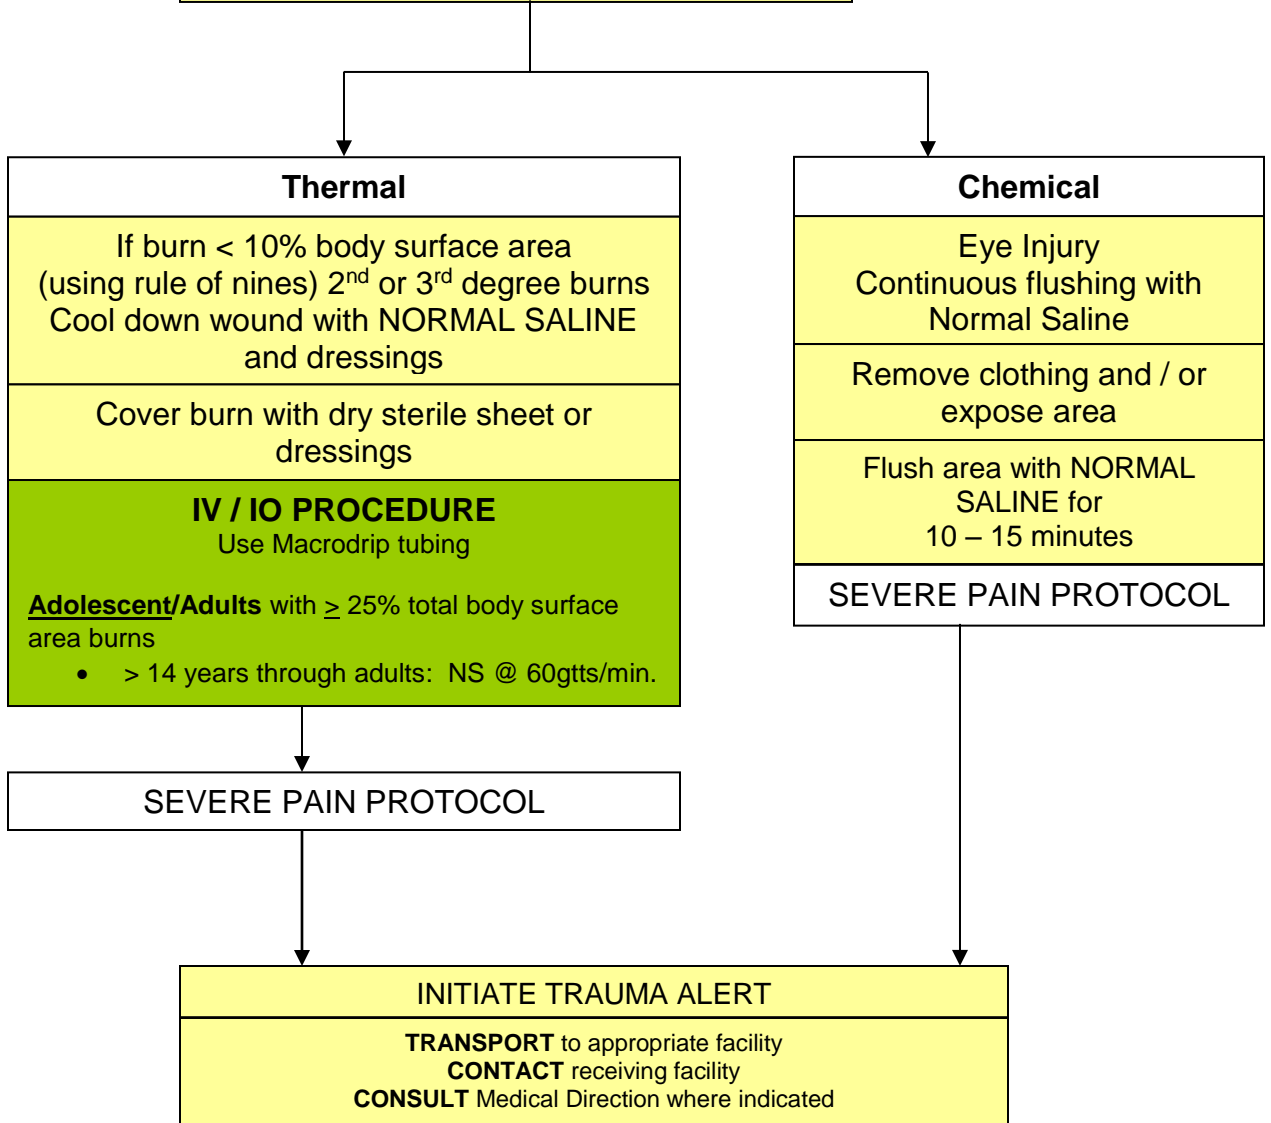 Thermal
If burn < 10% body surface area
(using rule of nines) 2nd or 3rd degree burns
Cool down wound with NORMAL SALINE
and dressings
Cover burn with dry sterile sheet or
dressings
IV / IO PROCEDURE
Use Macrodrip tubing
Adolescent/Adults with ≥ 25% total body surface
area burns
• > 14 years through adults: NS @ 60gtts/min.
SEVERE PAIN PROTOCOL
Chemical
Eye Injury
Continuous flushing with
Normal Saline
Remove clothing and / or
expose area
Flush area with NORMAL
SALINE for
10 – 15 minutes
SEVERE PAIN PROTOCOL
INITIATE TRAUMA ALERT
TRANSPORT to appropriate facility
CONTACT receiving facility
CONSULT Medical Direction where indicated